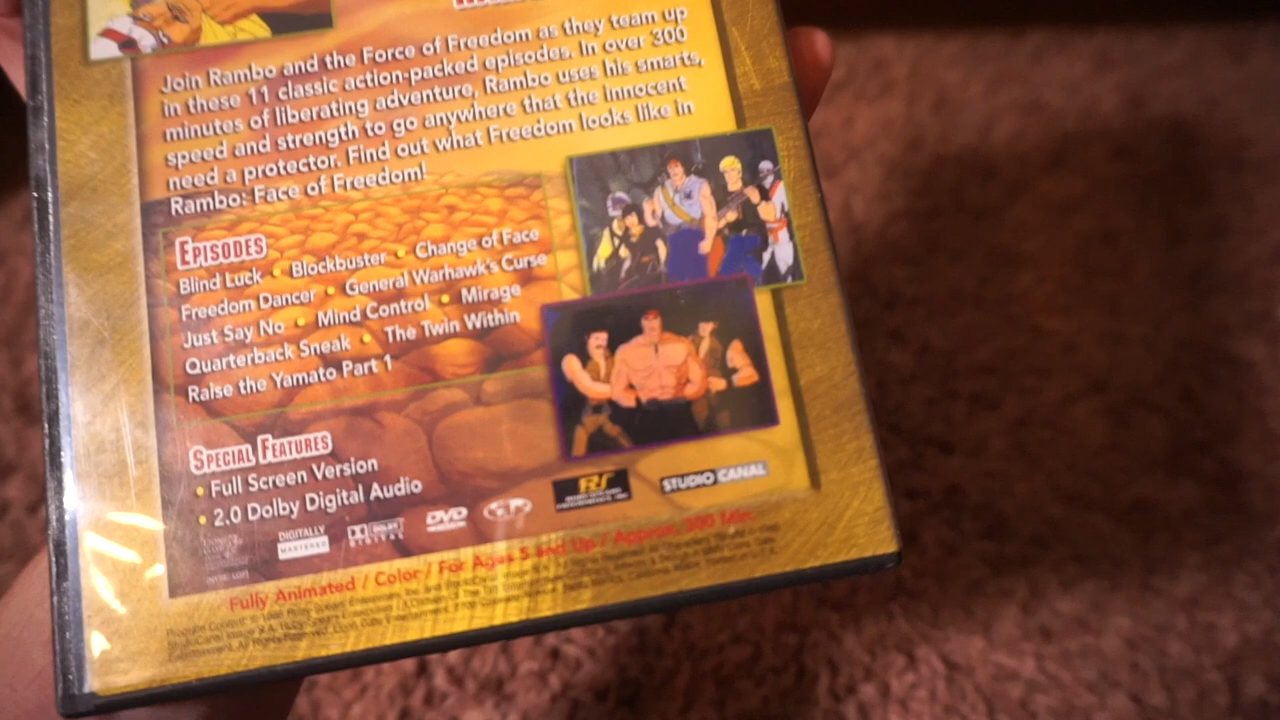 Join Rambo and the Force of Freedom as they team up
in these 11 classic action-packed episodes. In over 300
minutes of liberating adventure, Rambo uses his smarts,
speed and strength to go anywhere that the innocent
need a protector. Find out what Freedom looks like in
Rambo: Face of Freedom!
EPISODES
Blind Luck • Blockbuster • Change of Face
Freedom Dancer • General Warhawk's Curse
Just Say No • Mind Control • Mirage
Quarterback Sneak • The Twin Within
Raise the Yamato Part 1
SPECIAL FEATURES
• Full Screen Version
• 2.0 Dolby Digital Audio
STUDIO CANAL
DIGITALLY
MASTERED
DOLBY
DIGITAL
DVD
Fully Animated / Color / For Ages 5 and Up / Approx. 300 Min.